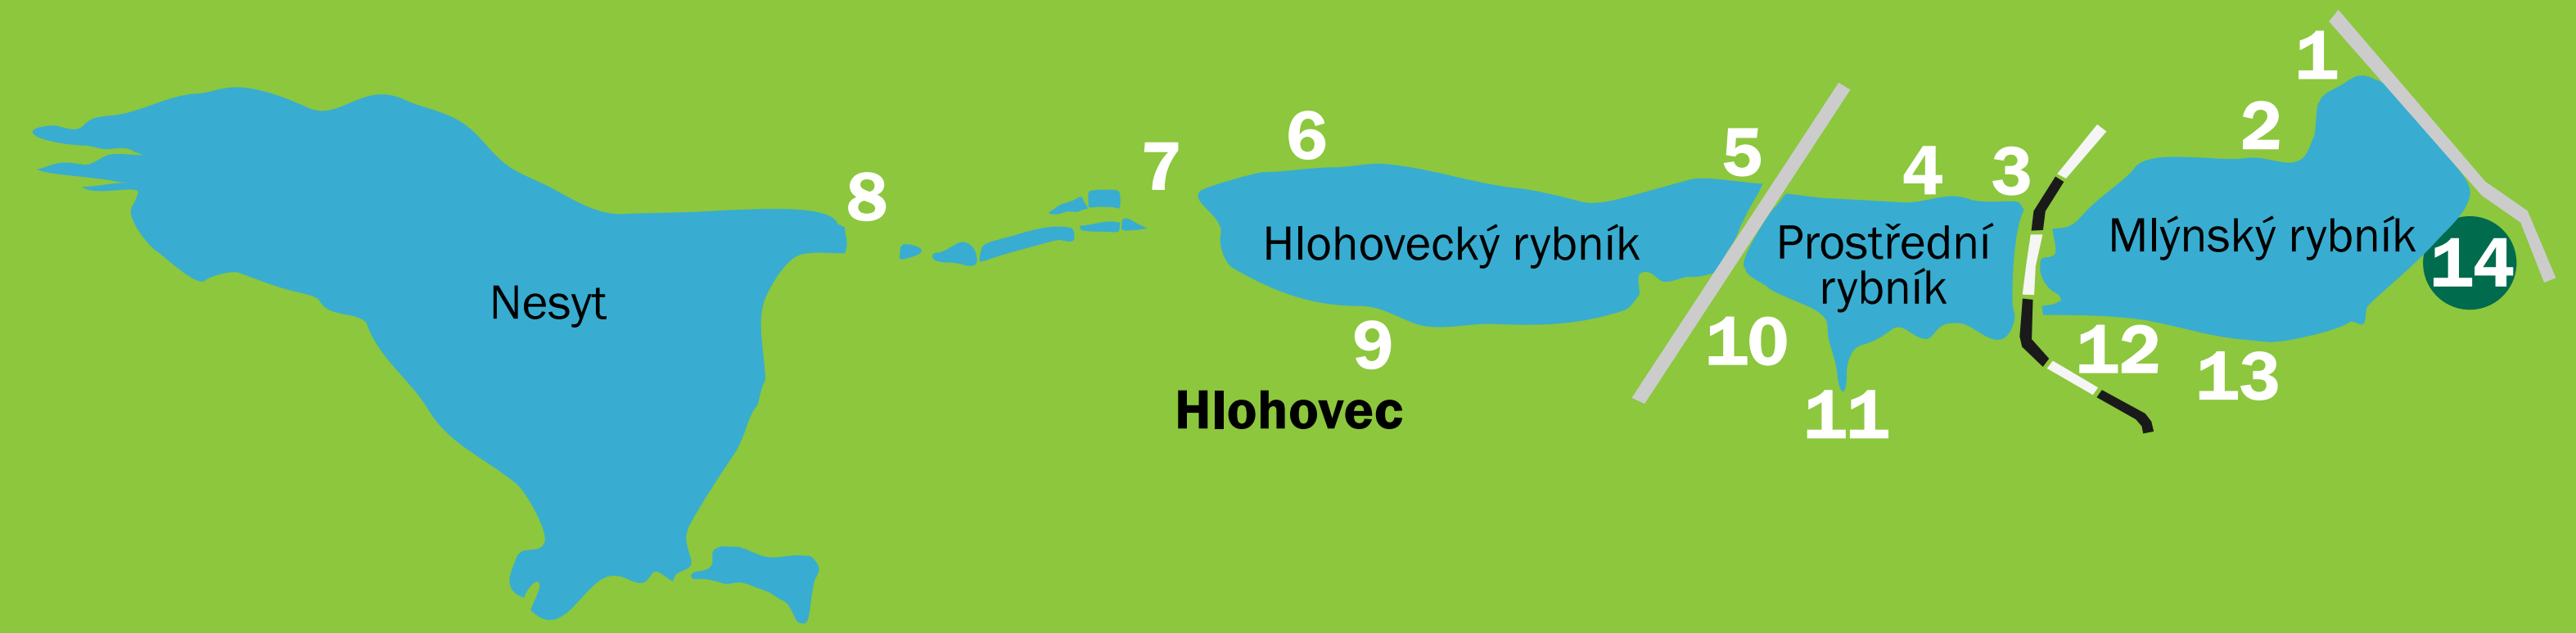 1
2
3
4
5
6
7
8
Nesyt
Hlohovecký rybník
Prostřední
rybník
Mlýnský rybník
14
9
10
12
13
11
Hlohovec